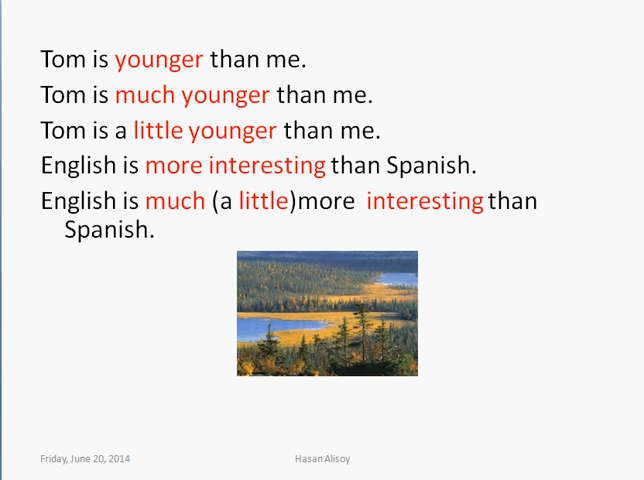 Tom is younger than me.
Tom is much younger than me.
Tom is a little younger than me.
English is more interesting than Spanish.
English is much (a little)more  interesting than
Spanish.
Friday, June 20, 2014
Hasan Alisoy